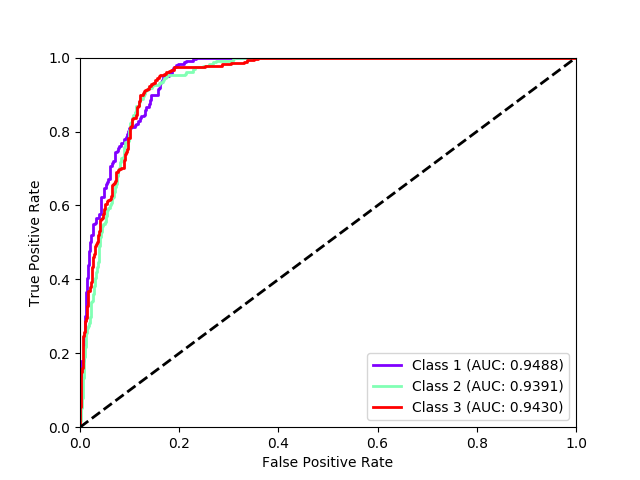 1.0
0.8
0.6
0.4
0.2
0.0
True Positive Rate
Class 1 (AUC: 0.9488)
Class 2 (AUC: 0.9391)
Class 3 (AUC: 0.9430)
0.0 0.2 0.4 0.6 0.8 1.0
False Positive Rate